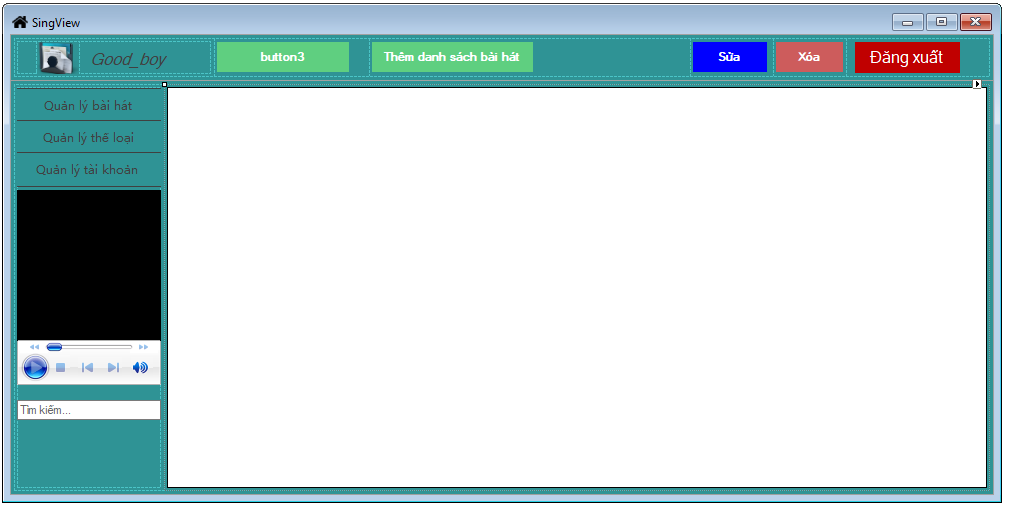 SingView
Good_boy
button3
Thêm danh sách bài hát
Sửa
Xóa
Đăng xuất
Quản lý bài hát
Quản lý thể loại
Quản lý tài khoản
Tìm kiếm...